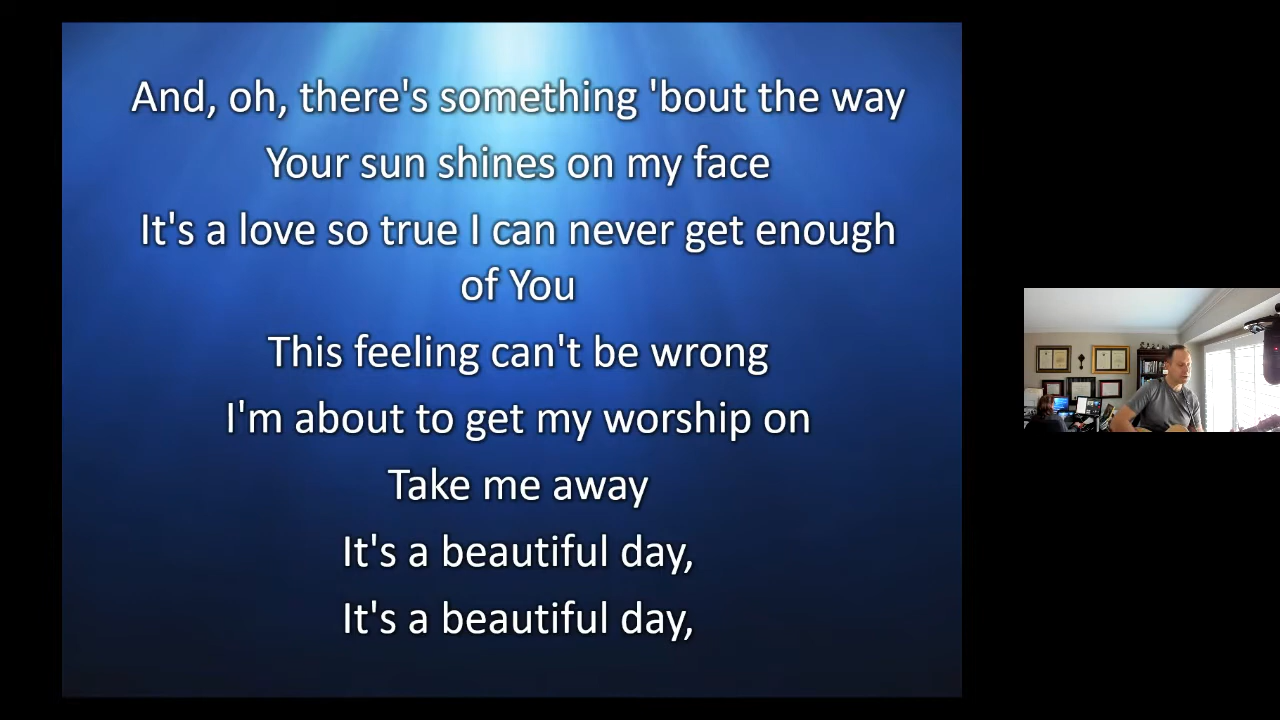 And, oh, there's something 'bout the way
Your sun shines on my face
It's a love so true I can never get enough
of You
This feeling can't be wrong
I'm about to get my worship on
Take me away
It's a beautiful day,
It's a beautiful day,